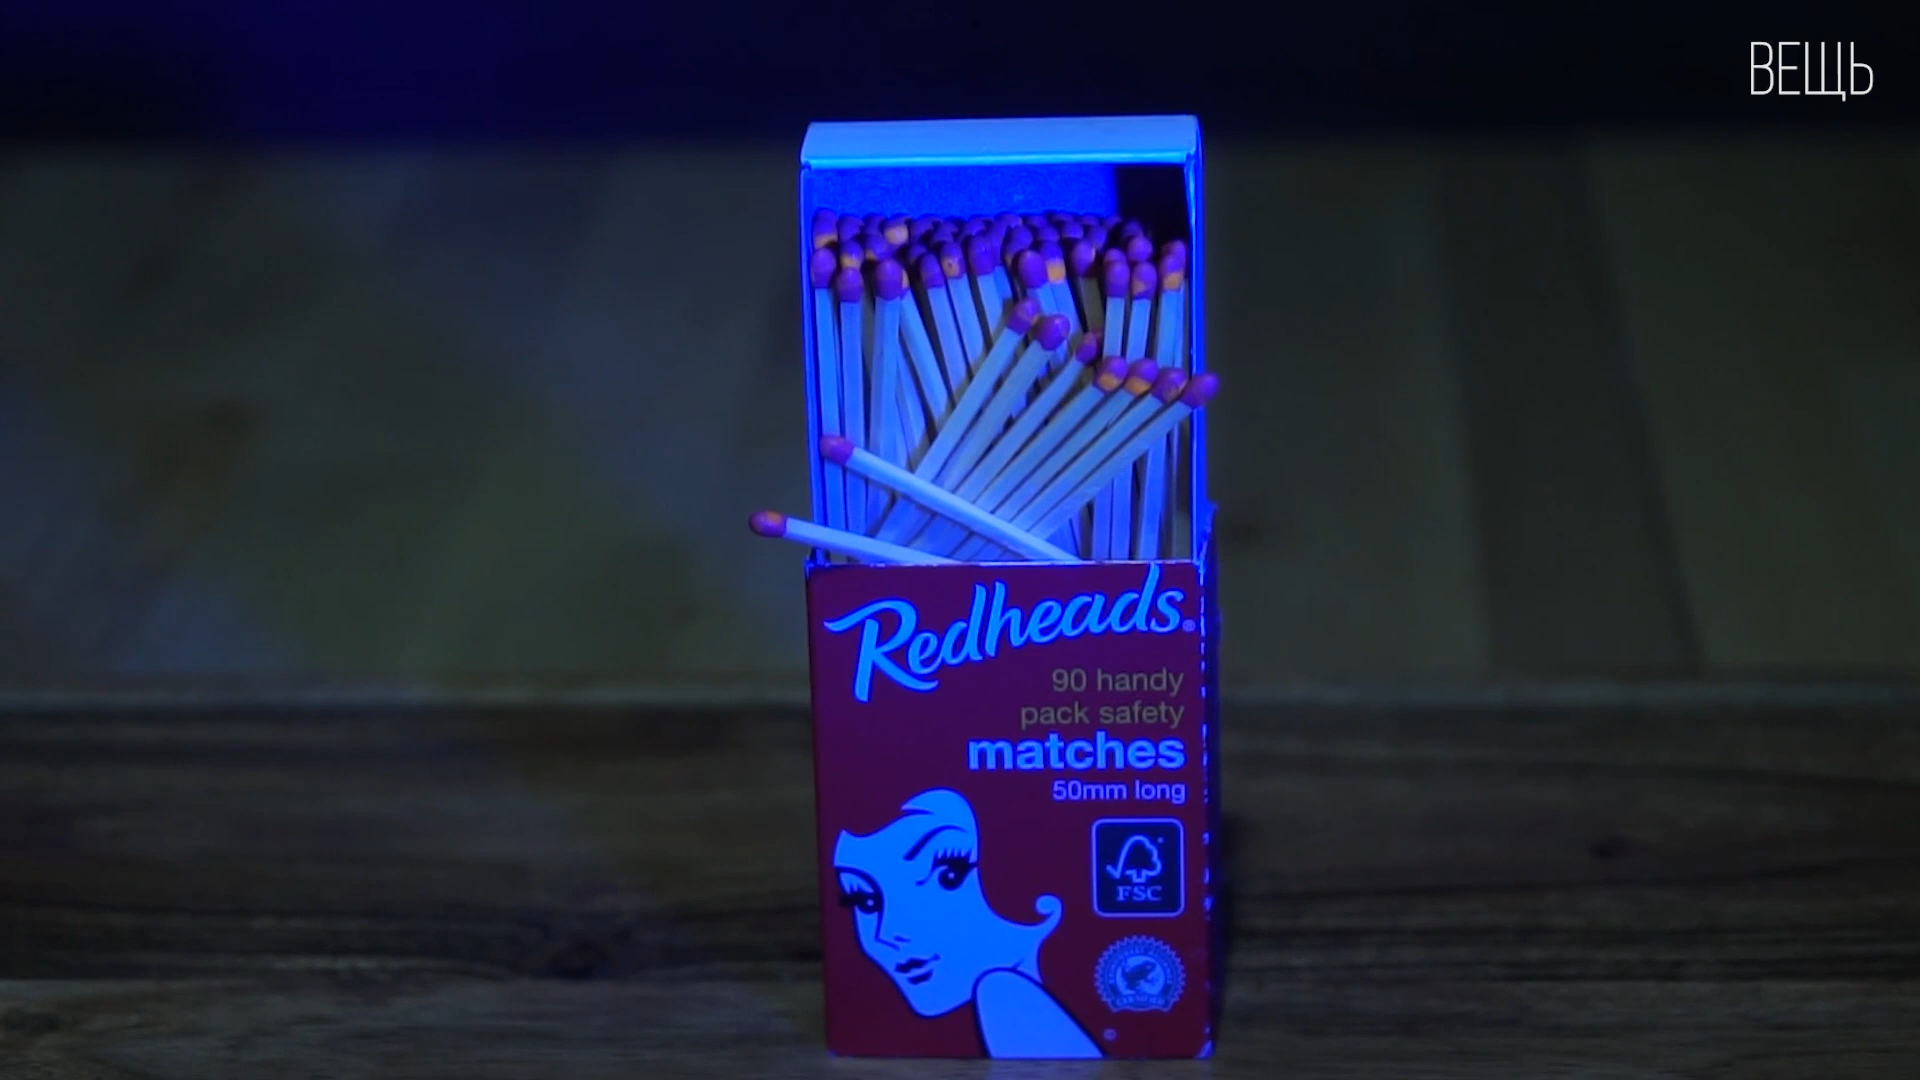 ВЕЩЬ
Redheads®
90 handy
pack safety
matches
50mm long
FSC
©